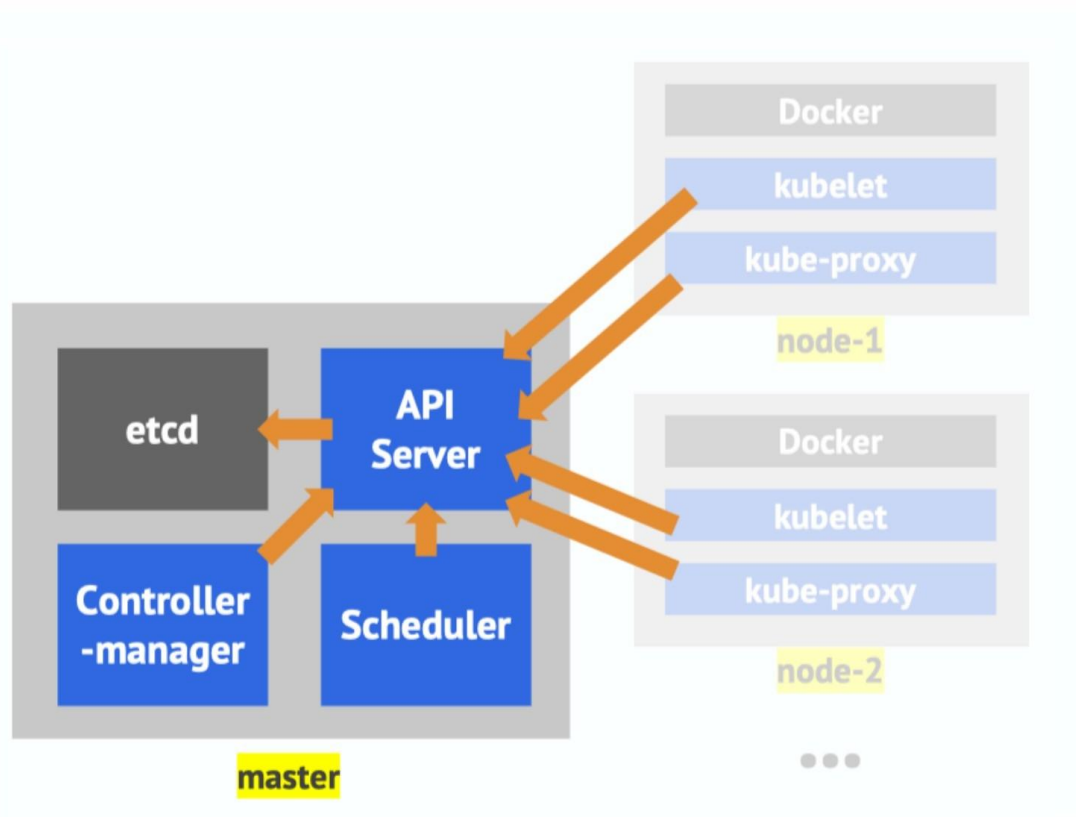 Docker
kubelet
kube-proxy
node-1
etcd
API
Server
Controller
-manager
Scheduler
master
Docker
kubelet
kube-proxy
node-2